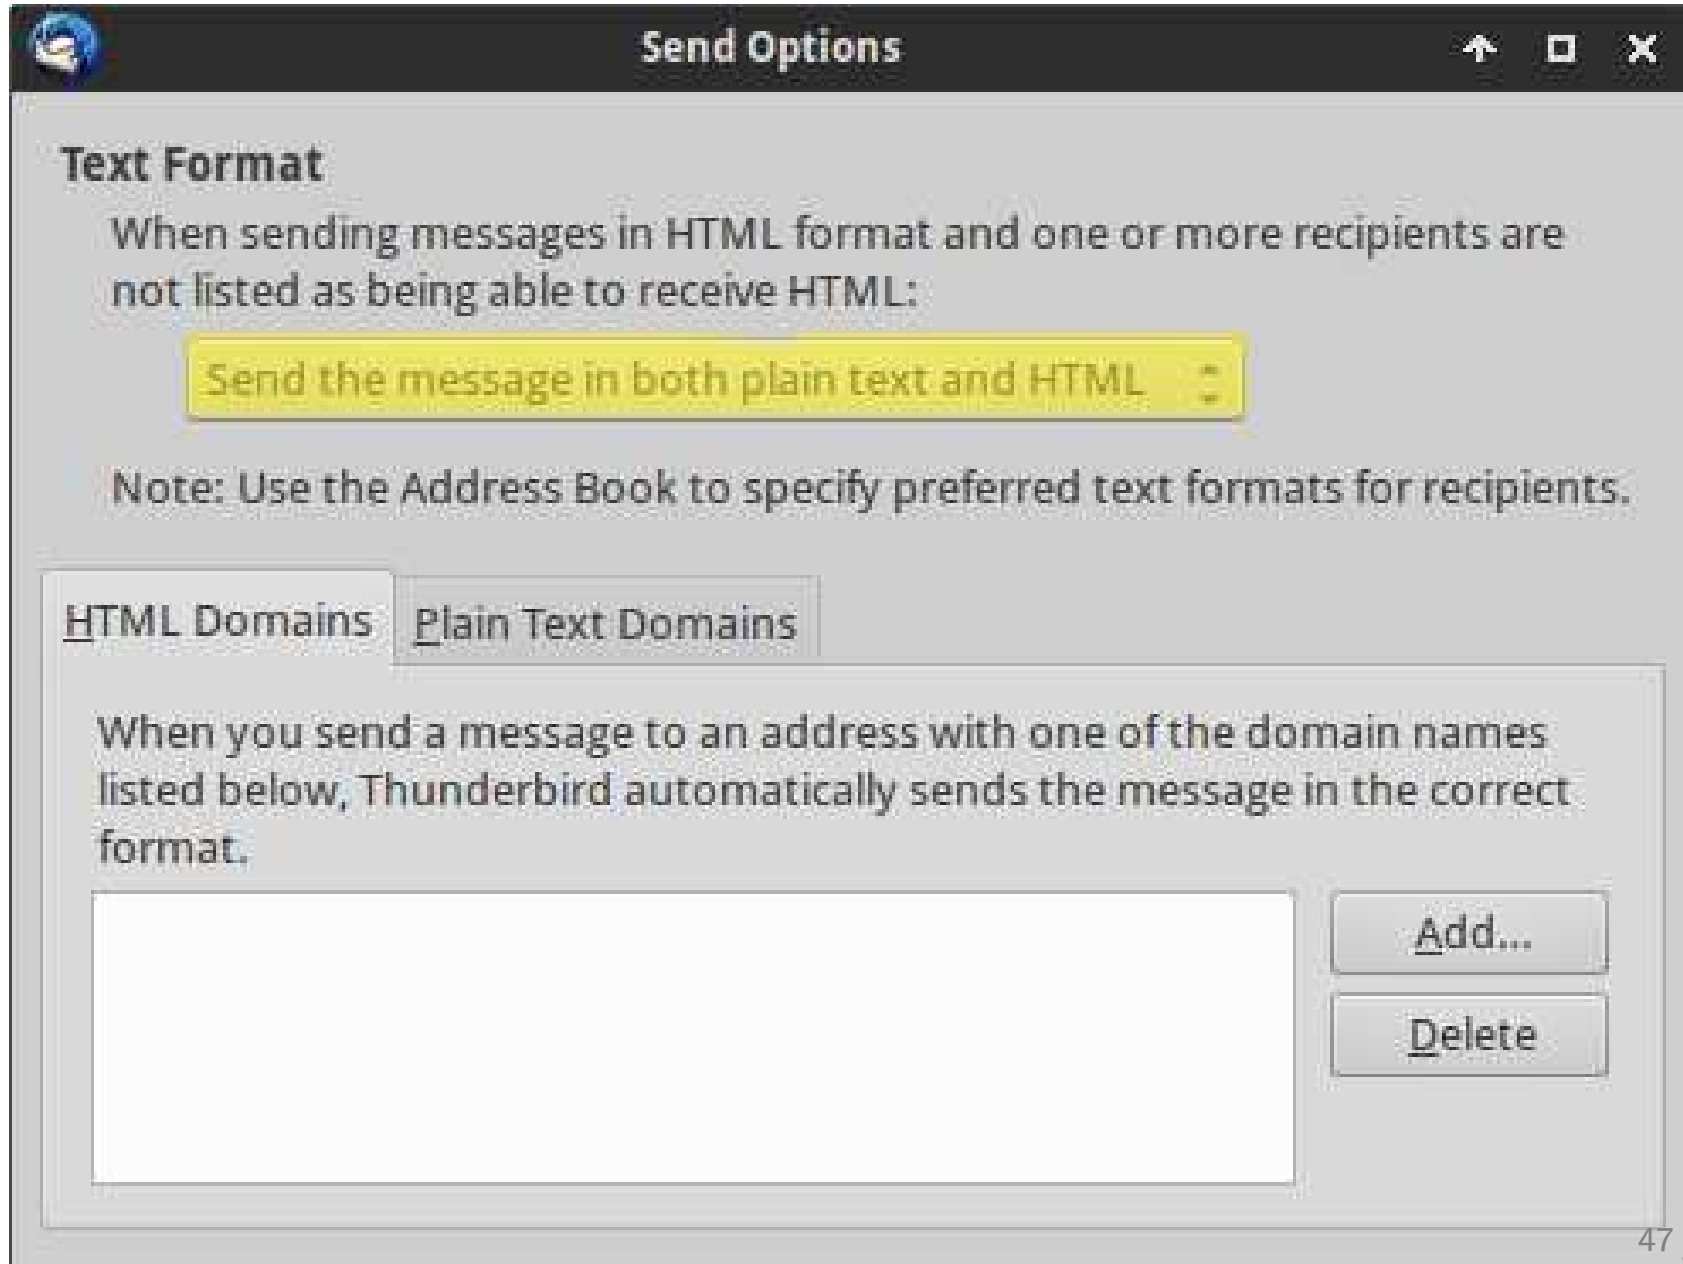 Send Options
Text Format
When sending messages in HTML format and one or more recipients are
not listed as being able to receive HTML:
Send the message in both plain text and HTML
Note: Use the Address Book to specify preferred text formats for recipients.
HTML Domains
Plain Text Domains
When you send a message to an address with one of the domain names
listed below, Thunderbird automatically sends the message in the correct
format.
Add...
Delete
47